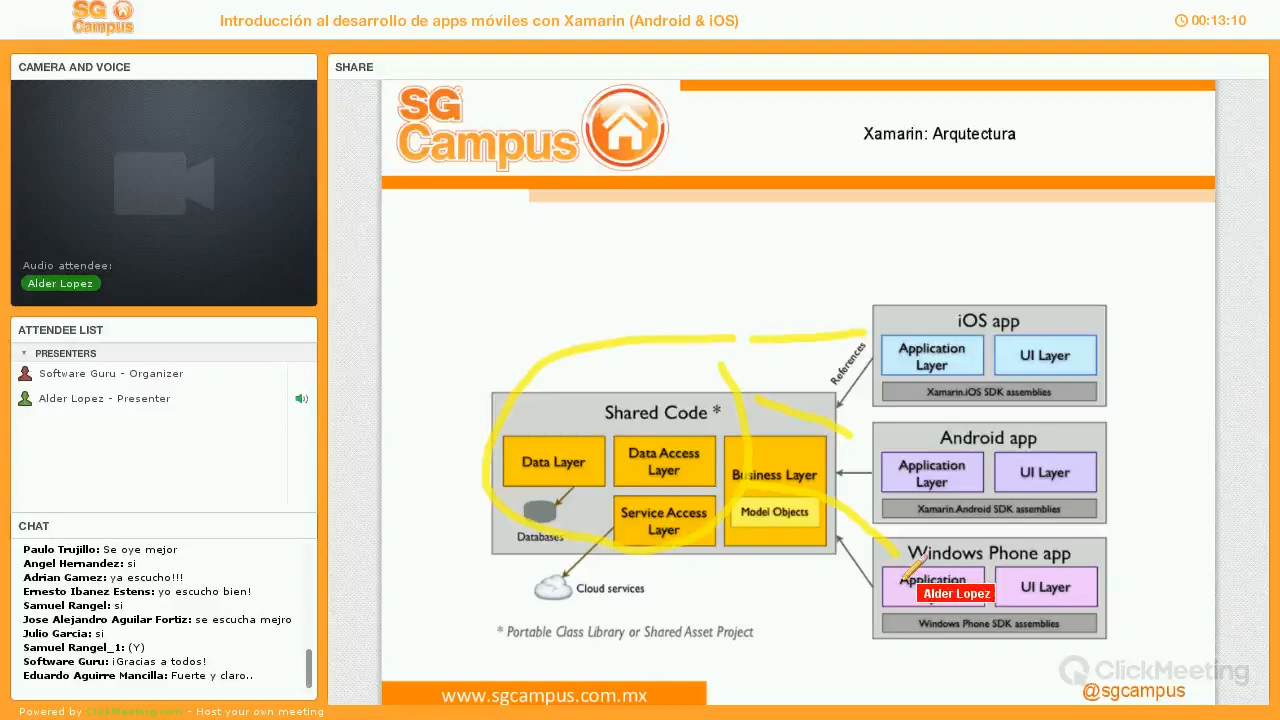 SG
Campus
Introducción al desarrollo de apps móviles con Xamarin (Android & iOS)
00:13:10
CAMERA AND VOICE
Audio attendee:
Alder Lopez
ATTENDEE LIST
PRESENTERS
Software Guru - Organizer
Alder Lopez - Presenter
CHAT
Paulo Trujillo: Se oye mejor
Angel Hernandez: si
Adrian Gamez: ya escucho!!!
Ernesto Ibanez Estens: yo escucho bien!
Samuel Rangel: si
Jose Alejandro Aguilar Fortiz: se escucha mejro
Julio Garcia: si
Samuel Rangel_1: (Y)
Software Guru: ¡Gracias a todos!
Eduardo Aguirre Mancilla: Fuerte y claro..
Powered by ClickMeeting.com - Host your own meeting
SHARE
SG
Campus
Xamarin: Arqutectura
Shared Code *
Data Layer
Data Access
Layer
Business Layer
Service Access
Layer
Model Objects
Databases
Cloud services
* Portable Class Library or Shared Asset Project
References
iOS app
Application
Layer
UI Layer
Xamarin.iOS SDK assemblies
Android app
Application
Layer
UI Layer
Xamarin.Android SDK assemblies
Windows Phone app
Application
Alder Lopez
UI Layer
Windows Phone SDK assemblies
ClickMeeting
www.sgcampus.com.mx
@sgcampus